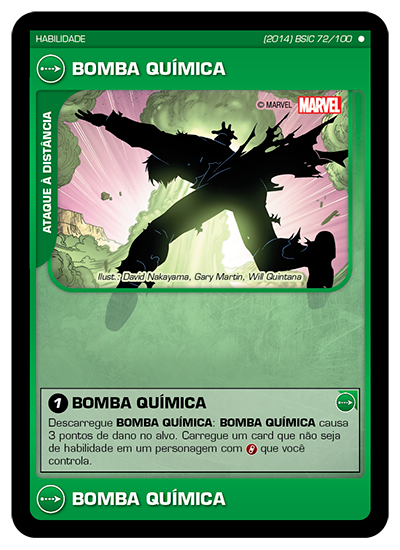 HABILIDADE (2014) BSIC 72/100
BOMBA QUÍMICA
ATAQUE À DISTÂNCIA
© MARVEL MARVEL
Ilust.: David Nakayama, Gary Martin, Will Quintana
1 BOMBA QUÍMICA
Descarregue BOMBA QUÍMICA: BOMBA QUÍMICA causa
3 pontos de dano no alvo. Carregue um card que não seja
de habilidade em um personagem com que você
controla.
BOMBA QUÍMICA